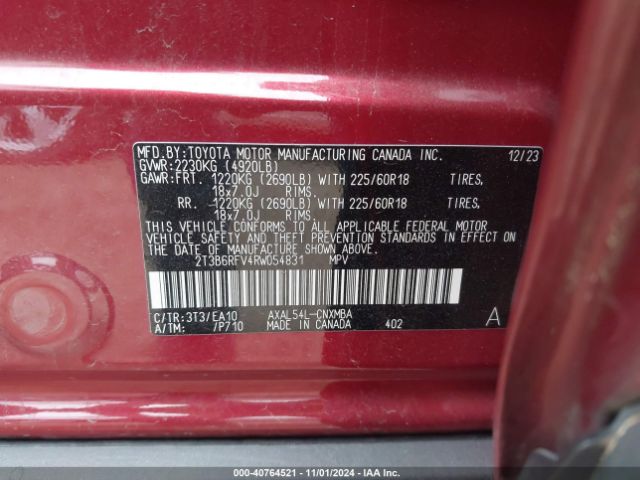 MFD.BY:TOYOTA MOTOR MANUFACTURING CANADA INC. 12/23
GVWR:2230KG (4920LB)
GAWR:FRT. 1220KG (2690LB) WITH 225/60R18 TIRES,
18x7.0J RIMS,
RR. 1220KG (2690LB) WITH 225/60R18 TIRES,
18x7.0J RIMS,
THIS VEHICLE CONFORMS TO ALL APPLICABLE FEDERAL MOTOR
VEHICLE SAFETY AND THEFT PREVENTION STANDARDS IN EFFECT
ON THE DATE OF MANUFACTURE SHOWN ABOVE.
2T3B6RFV4RW054831 MPV
C/TR:3T3/EA10 AXAL54L-CNXMBA A
A/TM: /P710 MADE IN CANADA 402
000-40764521 - 11/01/2024 - IAA Inc.